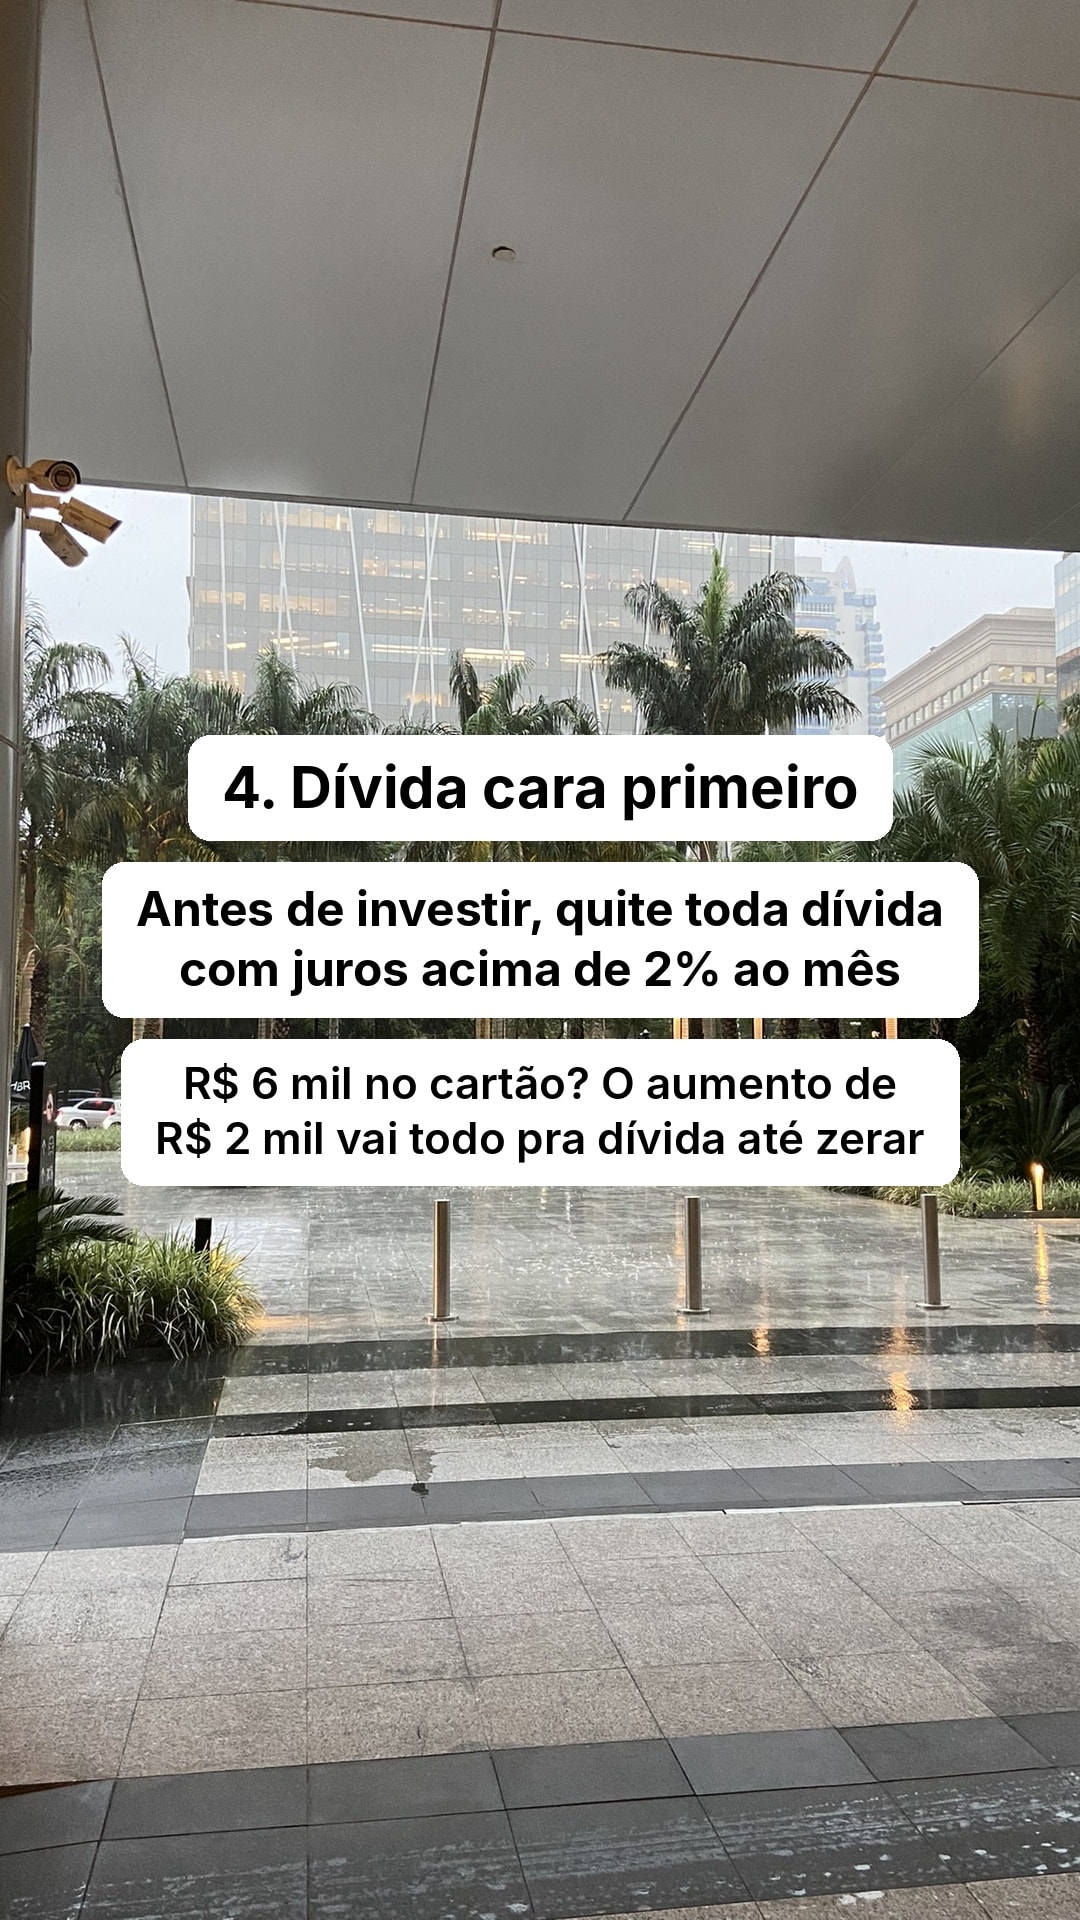 4. Dívida cara primeiro
Antes de investir, quite toda dívida
com juros acima de 2% ao mês
R$ 6 mil no cartão? O aumento de
R$ 2 mil vai todo pra dívida até zerar